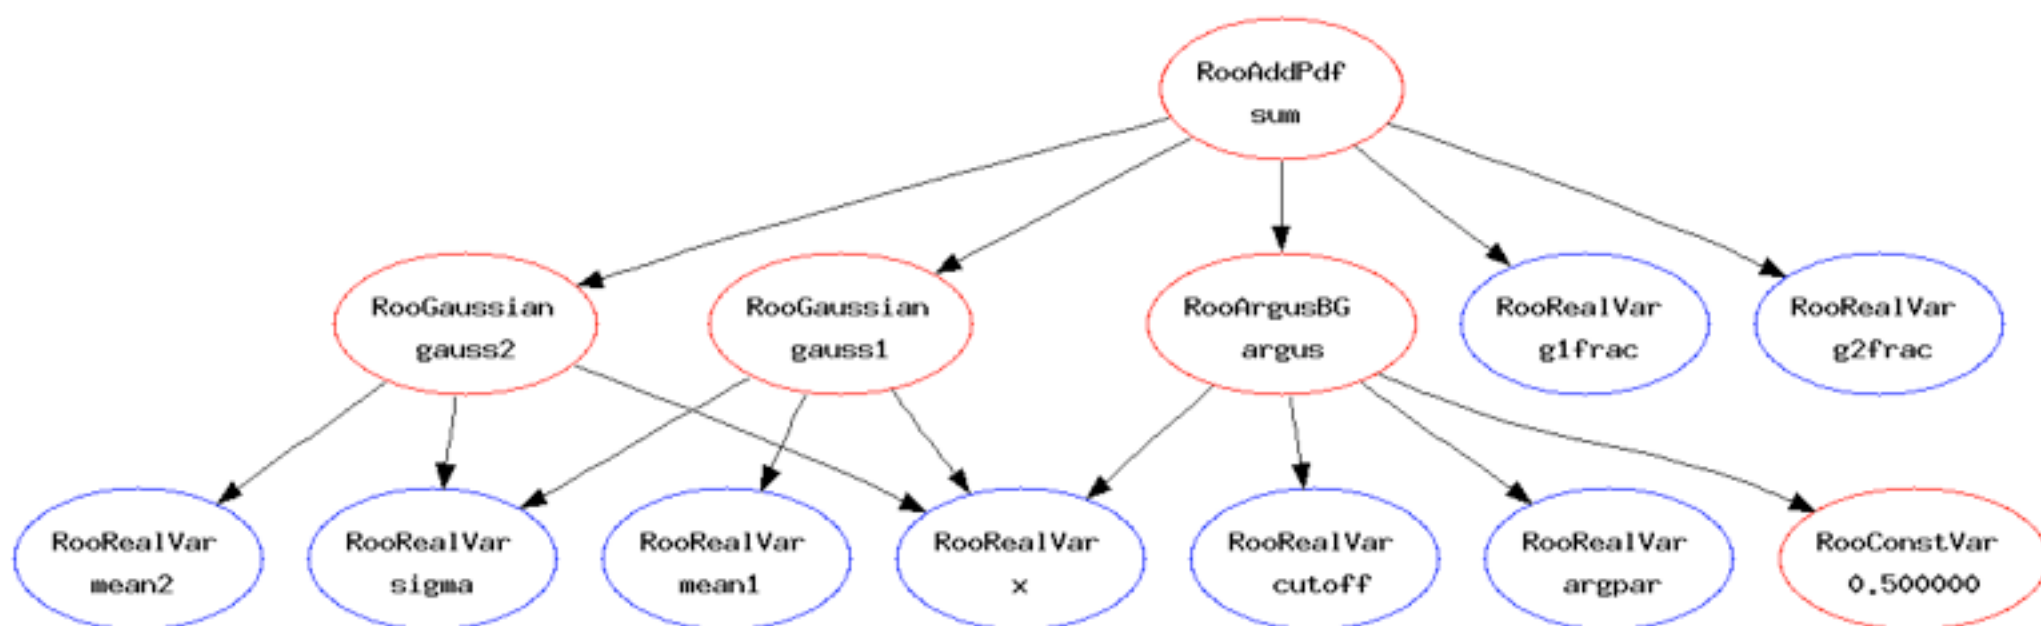 RooAddPdf
sum
RooGaussian
gauss2
RooGaussian
gauss1
RooArgusBG
argus
RooRealVar
g1frac
RooRealVar
g2frac
RooRealVar
mean2
RooRealVar
sigma
RooRealVar
mean1
RooRealVar
x
RooRealVar
cutoff
RooRealVar
argpar
RooConstVar
0.500000